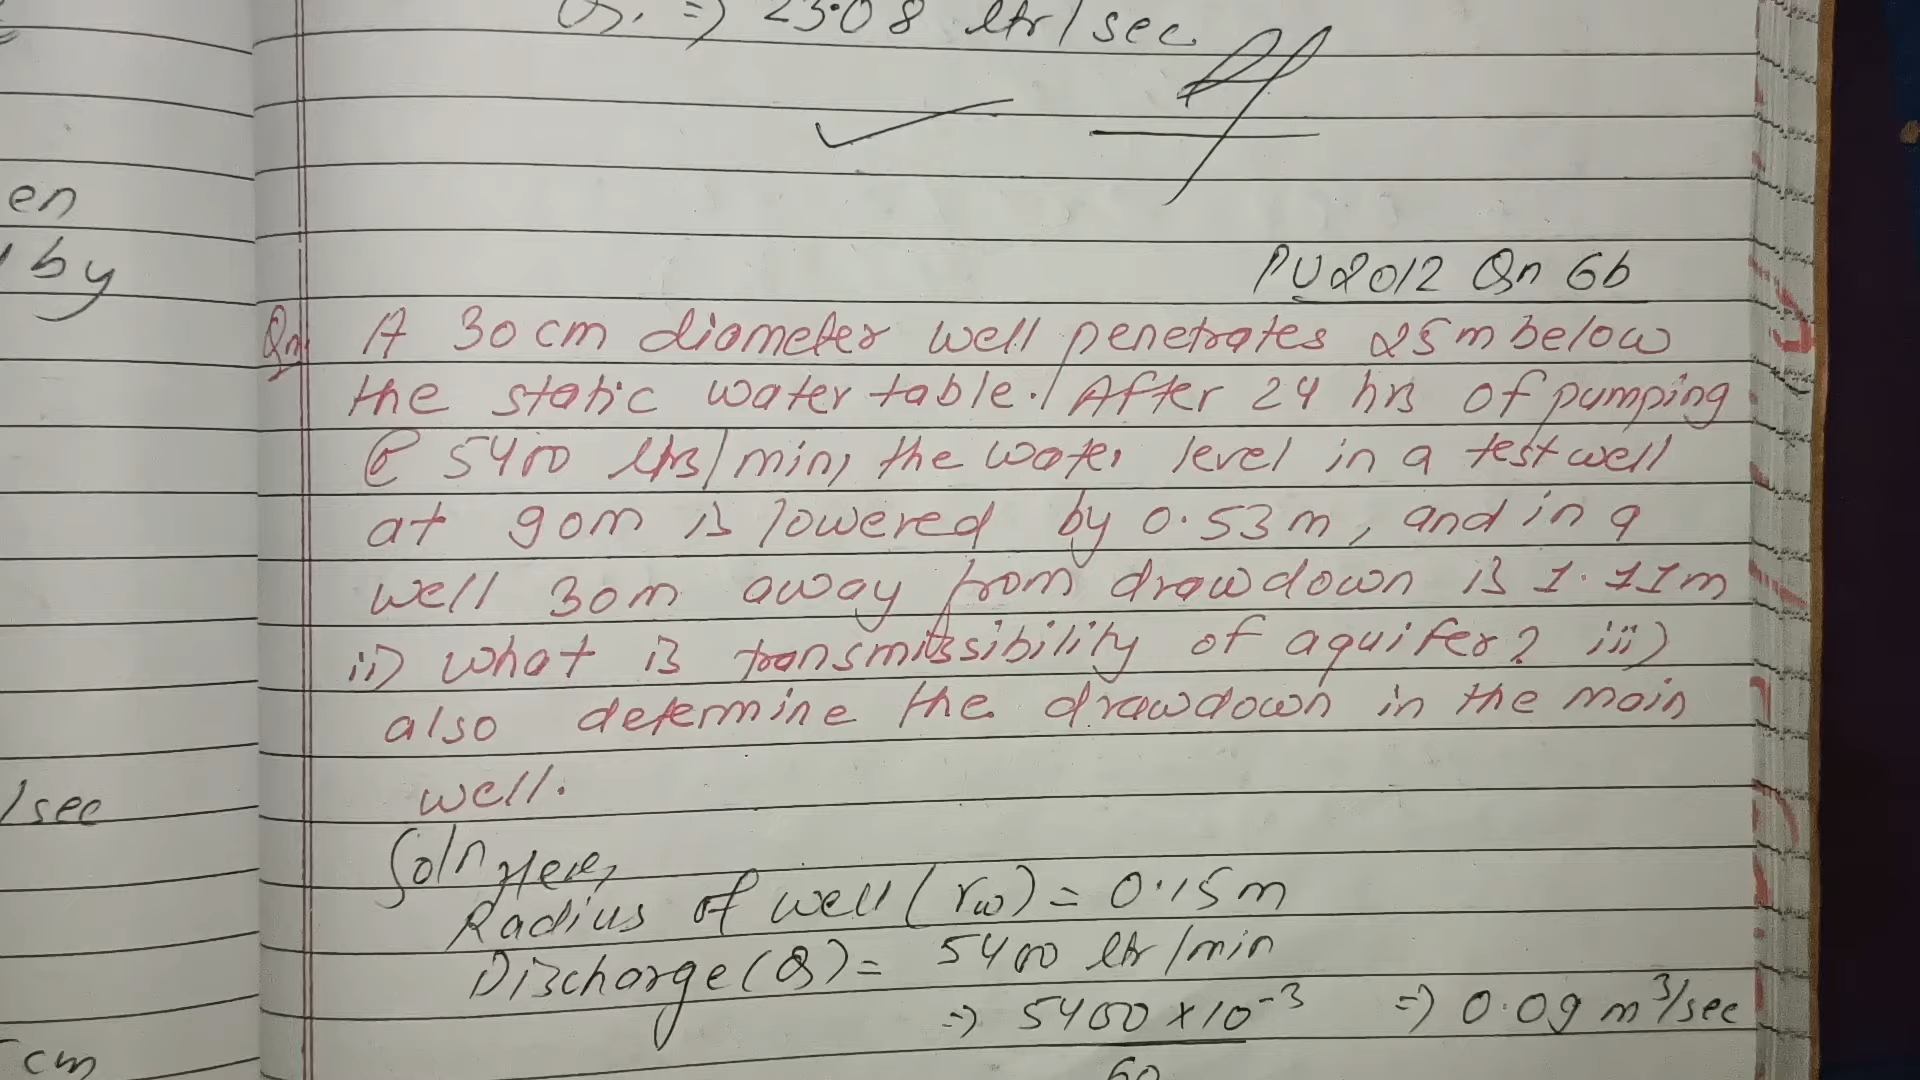 Q. => 23.08 ltr/sec
en
by
PU2012 Qn 6b
Qn A 30cm diameter well penetrates 25m below
the static water table. After 24 hrs of pumping
@ 5400 ltrs/min, the water level in a test well
at 90m is lowered by 0.53m, and in a
well 30m away from drawdown is 1.11m
ii) what is transmissibility of aquifer? iii)
also determine the drawdown in the main
well.
/sec
Soln Here,
Radius of well (rw) = 0.15m
Discharge (Q) = 5400 ltr/min
=> 5400 x 10-3 => 0.09 m3/sec
60
cm